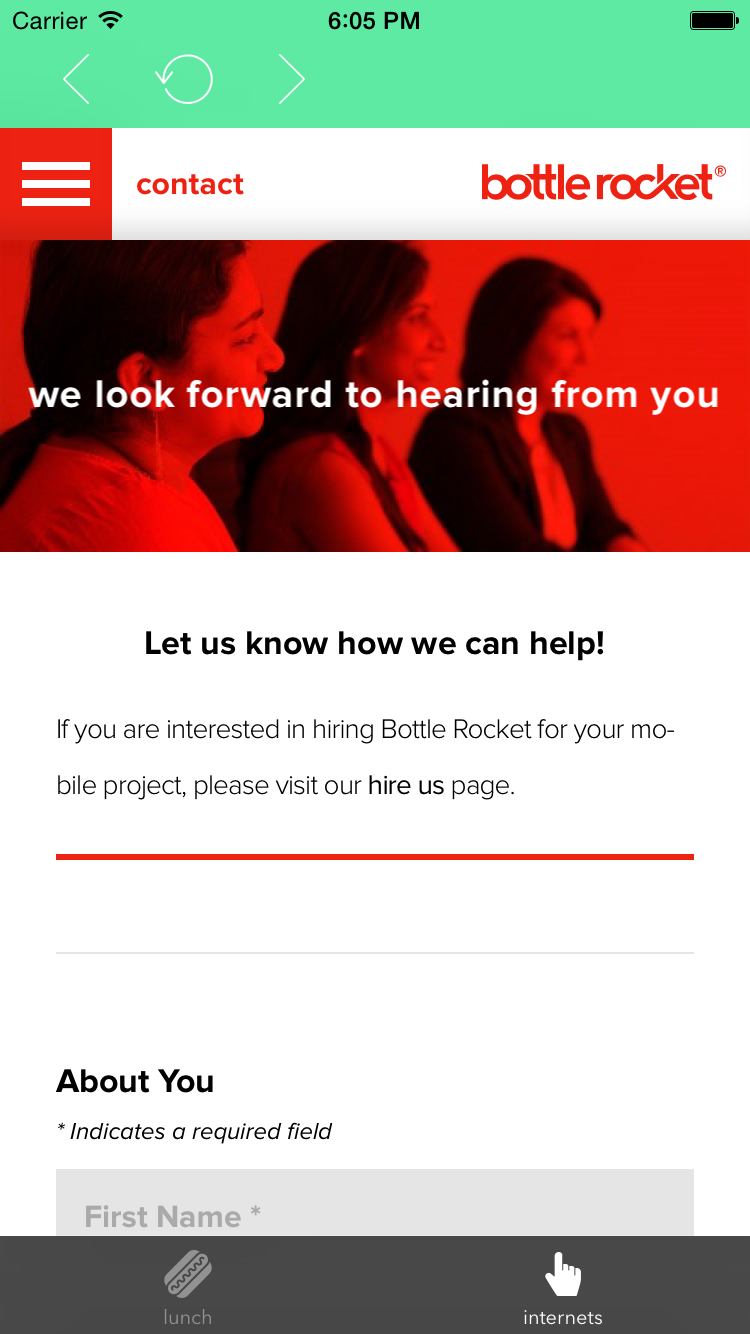 Carrier 6:05 PM
contact bottle rocket®
we look forward to hearing from you
Let us know how we can help!
If you are interested in hiring Bottle Rocket for your mo-
bile project, please visit our hire us page.
About You
* Indicates a required field
First Name *
lunch internets